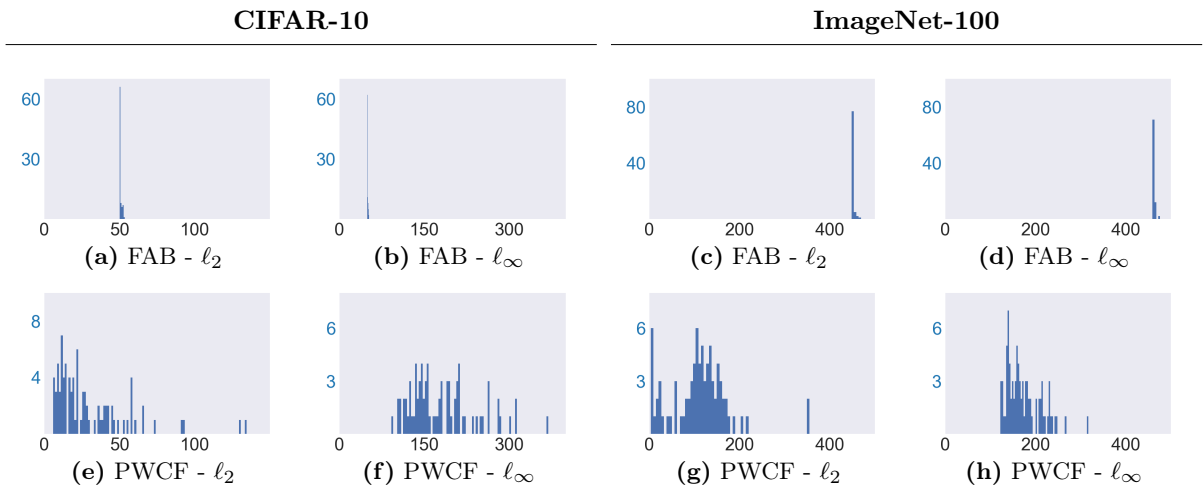 CIFAR-10 ImageNet-100
60 60 80 80
30 30 40 40
0 50 100 0 150 300 0 200 400 0 200 400
(a) FAB - ℓ₂ (b) FAB - ℓ∞ (c) FAB - ℓ₂ (d) FAB - ℓ∞
8 6 6 6
4 3 3 3
0 50 100 0 150 300 0 200 400 0 200 400
(e) PWCF - ℓ₂ (f) PWCF - ℓ∞ (g) PWCF - ℓ₂ (h) PWCF - ℓ∞